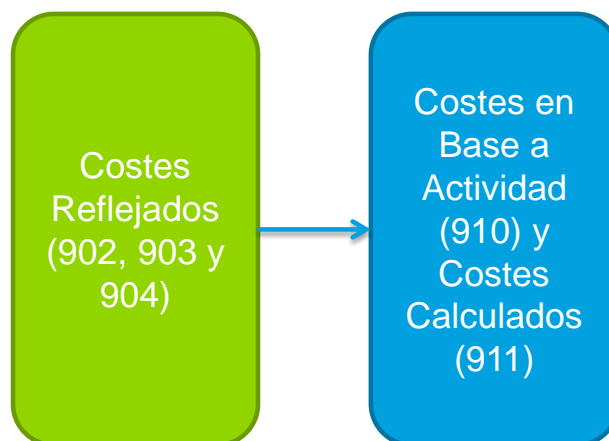 Costes
Reflejados
(902, 903 y
904)
Costes en
Base a
Actividad
(910) y
Costes
Calculados
(911)